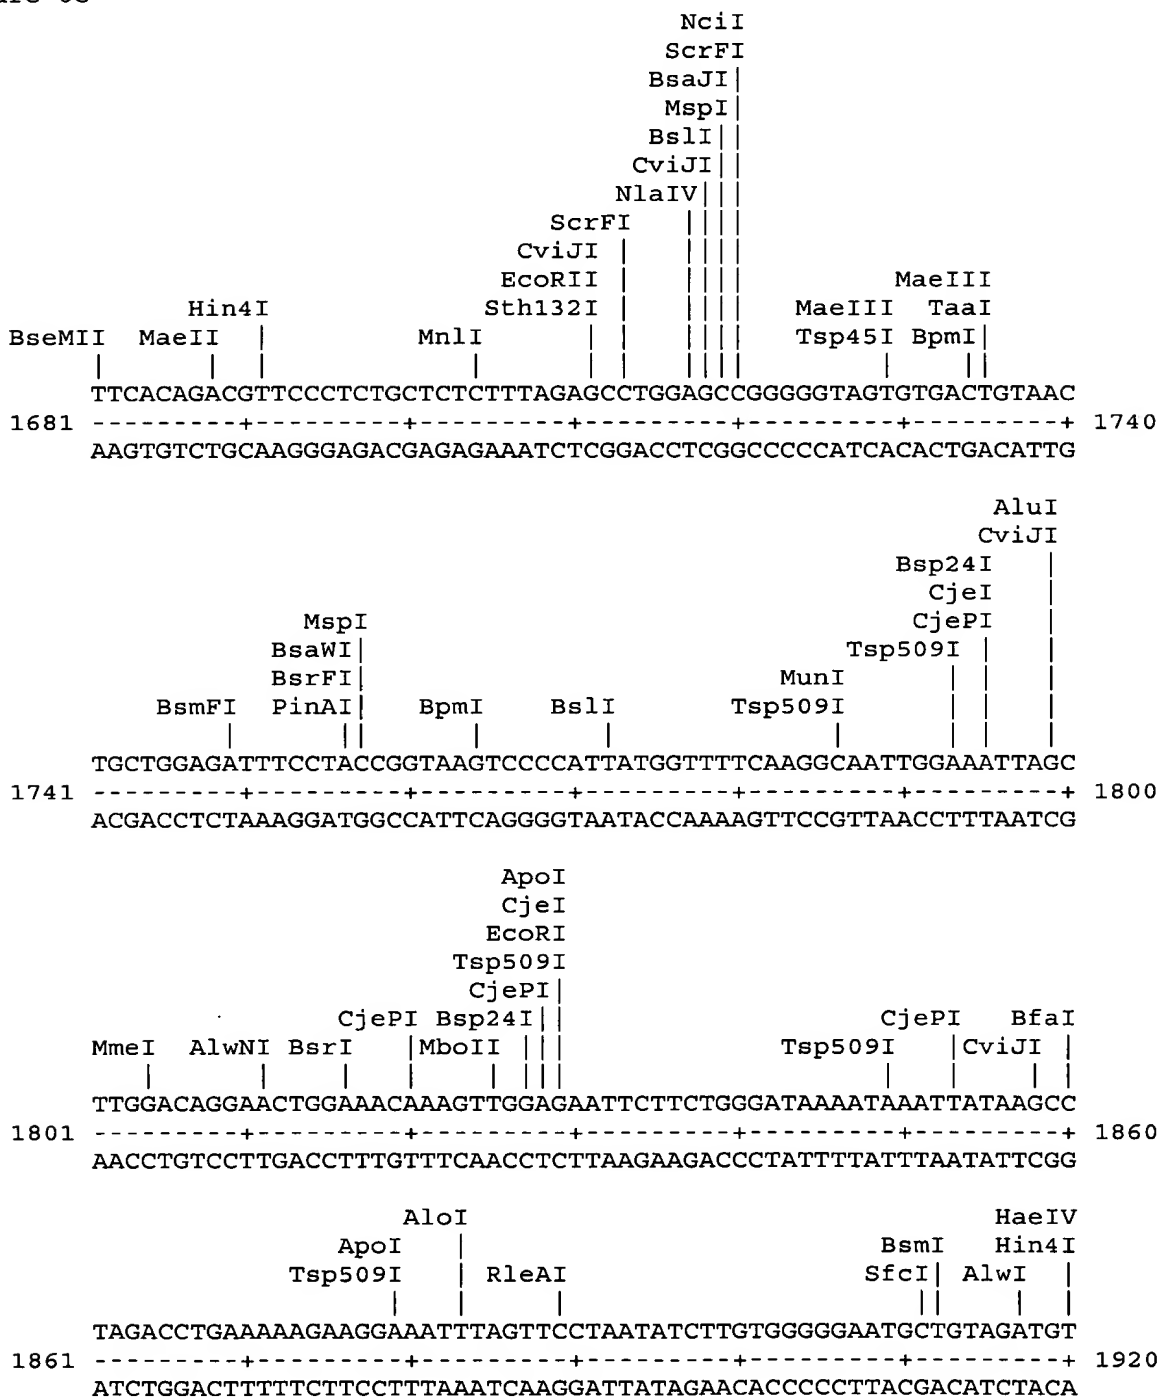 NciI
ScrFI
BsaJI|
MspI|
BslI||
CviJI||
NlaIV|||
ScrFI ||||
CviJI | ||||
EcoRII | ||||
Hin4I Sth132I | |||| MaeIII MaeIII TaaI
BseMII MaeII | MnlI | | |||| Tsp45I BpmI|
TTCACAGACGTTCCCTCTGCTCTCTTTAGAGCCTGGAGCCGGGGGTAGTGTGACTGTAAC
1681 ---------+---------+---------+---------+---------+---------+ 1740
AAGTGTCTGCAAGGGAGACGAGAGAAATCTCGGACCTCGGCCCCCATCACACTGACATTG
AluI
CviJI
Bsp24I |
CjeI |
MspI CjePI |
BsaWI| Tsp509I | |
BsrFI| MunI | | |
BsmFI PinAI| BpmI BslI Tsp509I | | |
TGCTGGAGATTTCCTACCGGTAAGTCCCCATTATGGTTTTCAAGGCAATTGGAAATTAGC
1741 ---------+---------+---------+---------+---------+---------+ 1800
ACGACCTCTAAAGGATGGCCATTCAGGGGTAATACCAAAAGTTCCGTTAACCTTTAATCG
ApoI
CjeI
EcoRI
Tsp509I
CjePI|
CjePI Bsp24I|| CjePI BfaI
MmeI AlwNI BsrI |MboII ||| Tsp509I |CviJI |
TTGGACAGGAACTGGAAACAAAGTTGGAGAATTCTTCTGGGATAAAATAAATTATAAGCC
1801 ---------+---------+---------+---------+---------+---------+ 1860
AACCTGTCCTTGACCTTTGTTTCAACCTCTTAAGAAGACCCTATTTTATTTAATATTCGG
AloI HaeIV
ApoI | BsmI Hin4I
Tsp509I | RleAI SfcI| AlwI |
TAGACCTGAAAAAGAAGGAAATTTAGTTCCTAATATCTTGTGGGGGAATGCTGTAGATGT
1861 ---------+---------+---------+---------+---------+---------+ 1920
ATCTGGACTTTTTCTTCCTTTAAATCAAGGATTATAGAACACCCCCTTACGACATCTACA